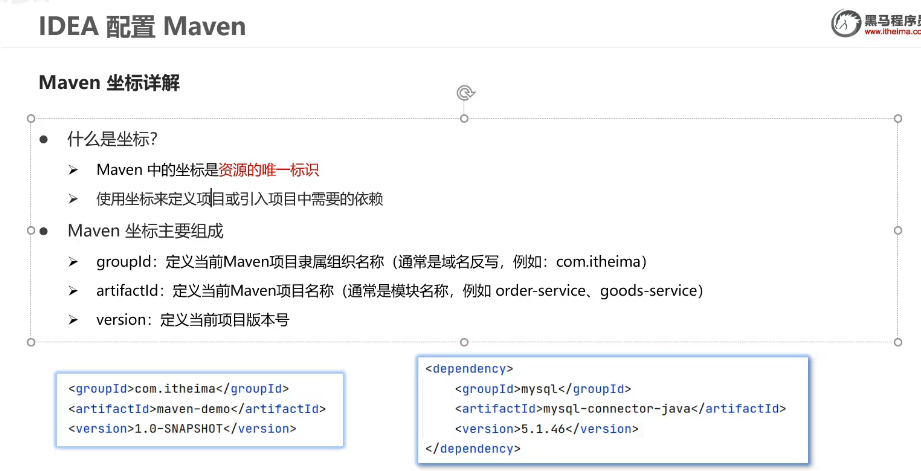 IDEA 配置 Maven
黑马程序员
www.itheima.co
Maven 坐标详解
● 什么是坐标？
➢ Maven 中的坐标是资源的唯一标识
➢ 使用坐标来定义项目或引入项目中需要的依赖
● Maven 坐标主要组成
➢ groupId：定义当前Maven项目隶属组织名称（通常是域名反写，例如：com.itheima）
➢ artifactId：定义当前Maven项目名称（通常是模块名称，例如 order-service、goods-service）
➢ version：定义当前项目版本号
<groupId>com.itheima</groupId>
<artifactId>maven-demo</artifactId>
<version>1.0-SNAPSHOT</version>
<dependency>
<groupId>mysql</groupId>
<artifactId>mysql-connector-java</artifactId>
<version>5.1.46</version>
</dependency>